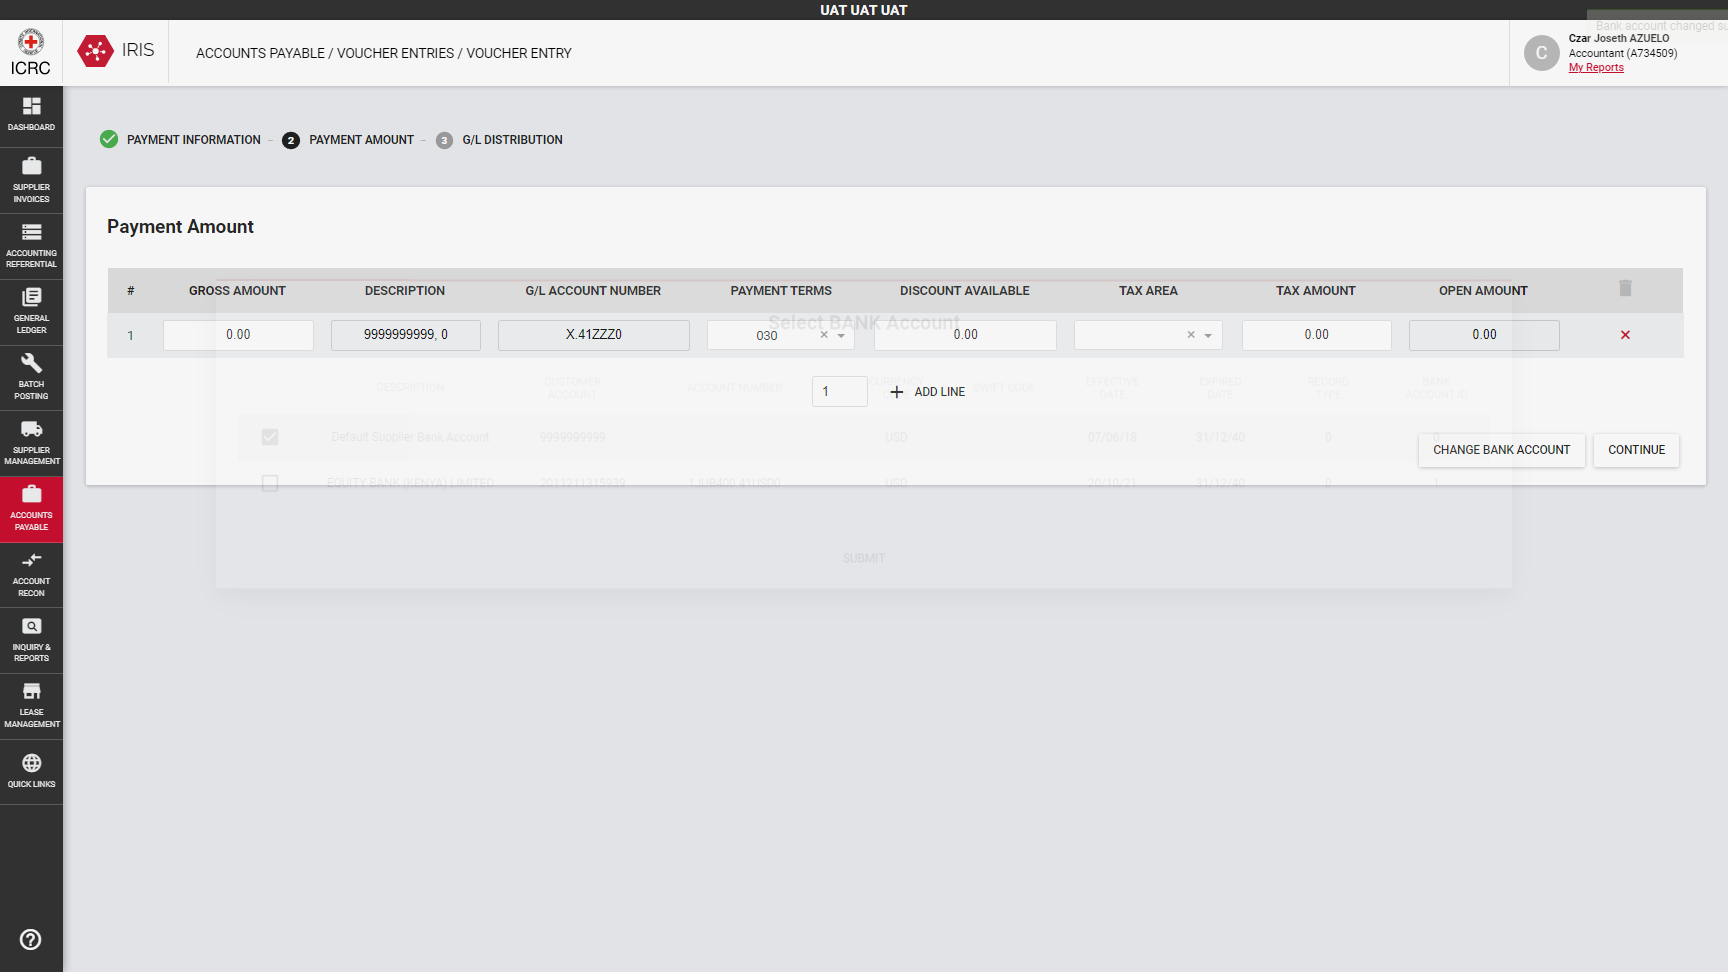 UAT UAT UAT
Bank account changed su
ICRC
IRIS
ACCOUNTS PAYABLE / VOUCHER ENTRIES / VOUCHER ENTRY
C
Czar Joseth AZUELO
Accountant (A734509)
My Reports
DASHBOARD
SUPPLIER
INVOICES
ACCOUNTING
REFERENTIAL
GENERAL
LEDGER
BATCH
POSTING
SUPPLIER
MANAGEMENT
ACCOUNTS
PAYABLE
ACCOUNT
RECON
INQUIRY &
REPORTS
LEASE
MANAGEMENT
QUICK LINKS
PAYMENT INFORMATION - 2 PAYMENT AMOUNT - 3 G/L DISTRIBUTION
Payment Amount
# GROSS AMOUNT DESCRIPTION G/L ACCOUNT NUMBER PAYMENT TERMS DISCOUNT AVAILABLE TAX AREA TAX AMOUNT OPEN AMOUNT
Select BANK Account
1 0.00 9999999999, 0 X.41ZZZ0 030 0.00 0.00 0.00
DESCRIPTION CUSTOMER ACCOUNT ACCOUNT NUMBER CURRENCY SWIFT CODE EFFECTIVE DATE EXPIRED DATE RECORD TYPE BANK ACCOUNT ID
1 ADD LINE
Default Supplier Bank Account 9999999999 USD 07/06/18 31/12/40 0 0
CHANGE BANK ACCOUNT CONTINUE
EQUITY BANK (KENYA) LIMITED USD 20/10/21 31/12/40 0 1
SUBMIT